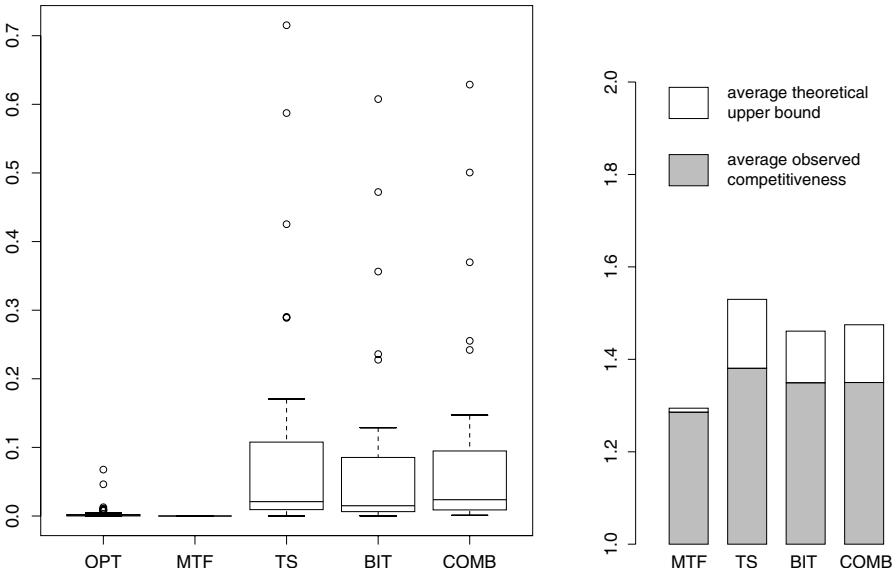 0.7
0.6
0.5
0.4
0.3
0.2
0.1
0.0
OPT MTF TS BIT COMB
2.0
1.8
1.6
1.4
1.2
1.0
average theoretical
upper bound
average observed
competitiveness
MTF TS BIT COMB